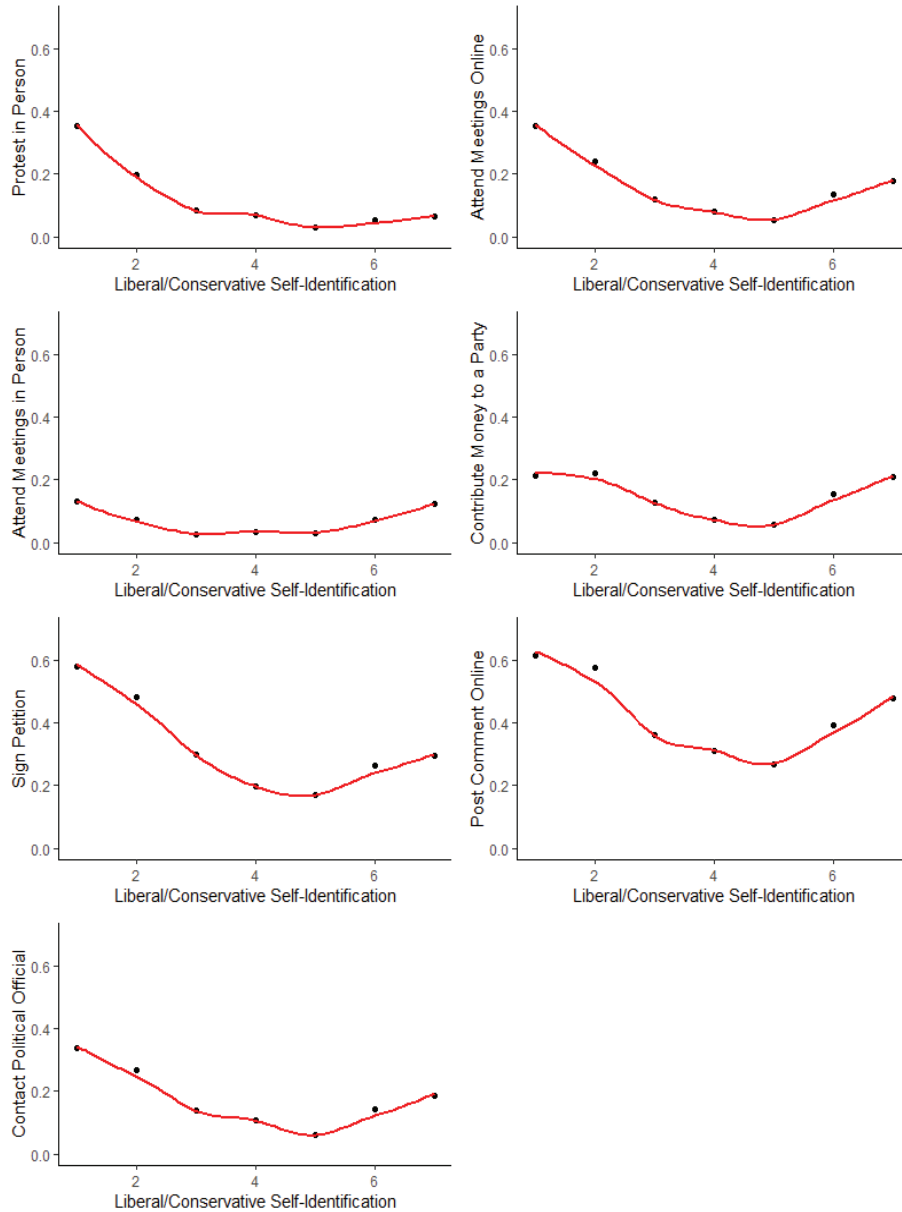 Protest in Person
0.6
0.4
0.2
0.0
2 4 6
Liberal/Conservative Self-Identification
Attend Meetings Online
0.6
0.4
0.2
0.0
2 4 6
Liberal/Conservative Self-Identification
Attend Meetings in Person
0.6
0.4
0.2
0.0
2 4 6
Liberal/Conservative Self-Identification
Contribute Money to a Party
0.6
0.4
0.2
0.0
2 4 6
Liberal/Conservative Self-Identification
Sign Petition
0.6
0.4
0.2
0.0
2 4 6
Liberal/Conservative Self-Identification
Post Comment Online
0.6
0.4
0.2
0.0
2 4 6
Liberal/Conservative Self-Identification
Contact Political Official
0.6
0.4
0.2
0.0
2 4 6
Liberal/Conservative Self-Identification